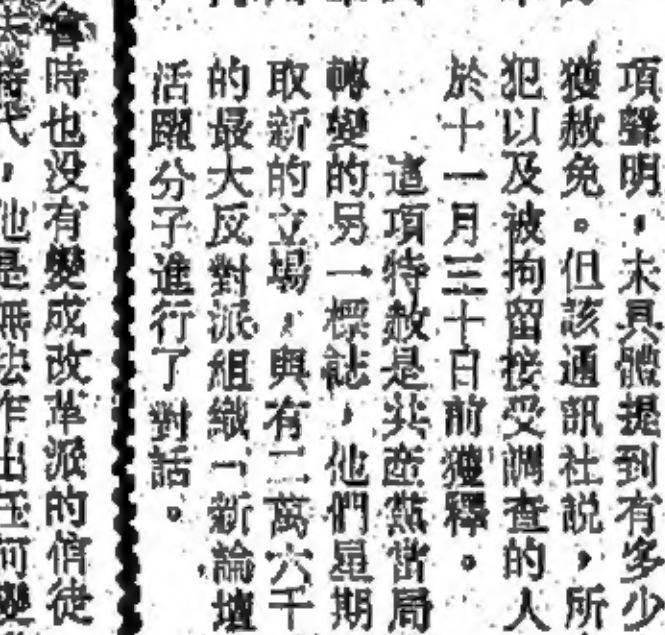 項聲明，未具體提到有多少
獲赦免。但該通訊社説，所
犯以及被拘留接受調查的人
於十一月三十日前獲釋。
這項特赦是共產黨當局
轉變的另一標誌，他們星期
取新的立場，與有二萬六千
的最大反對派組織「新論壇
活躍分子進行了對話。
會時也没有變成改革派的信徒
時代，他是無法作出任何變